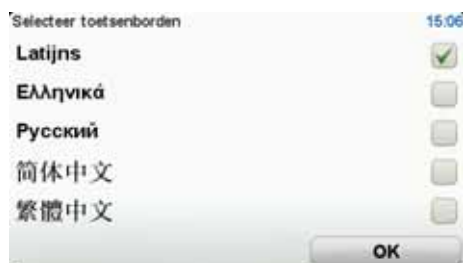 Selecteer toetsenborden 15:06
Latijns
Ελληνικά
Русский
简体中文
繁體中文
OK